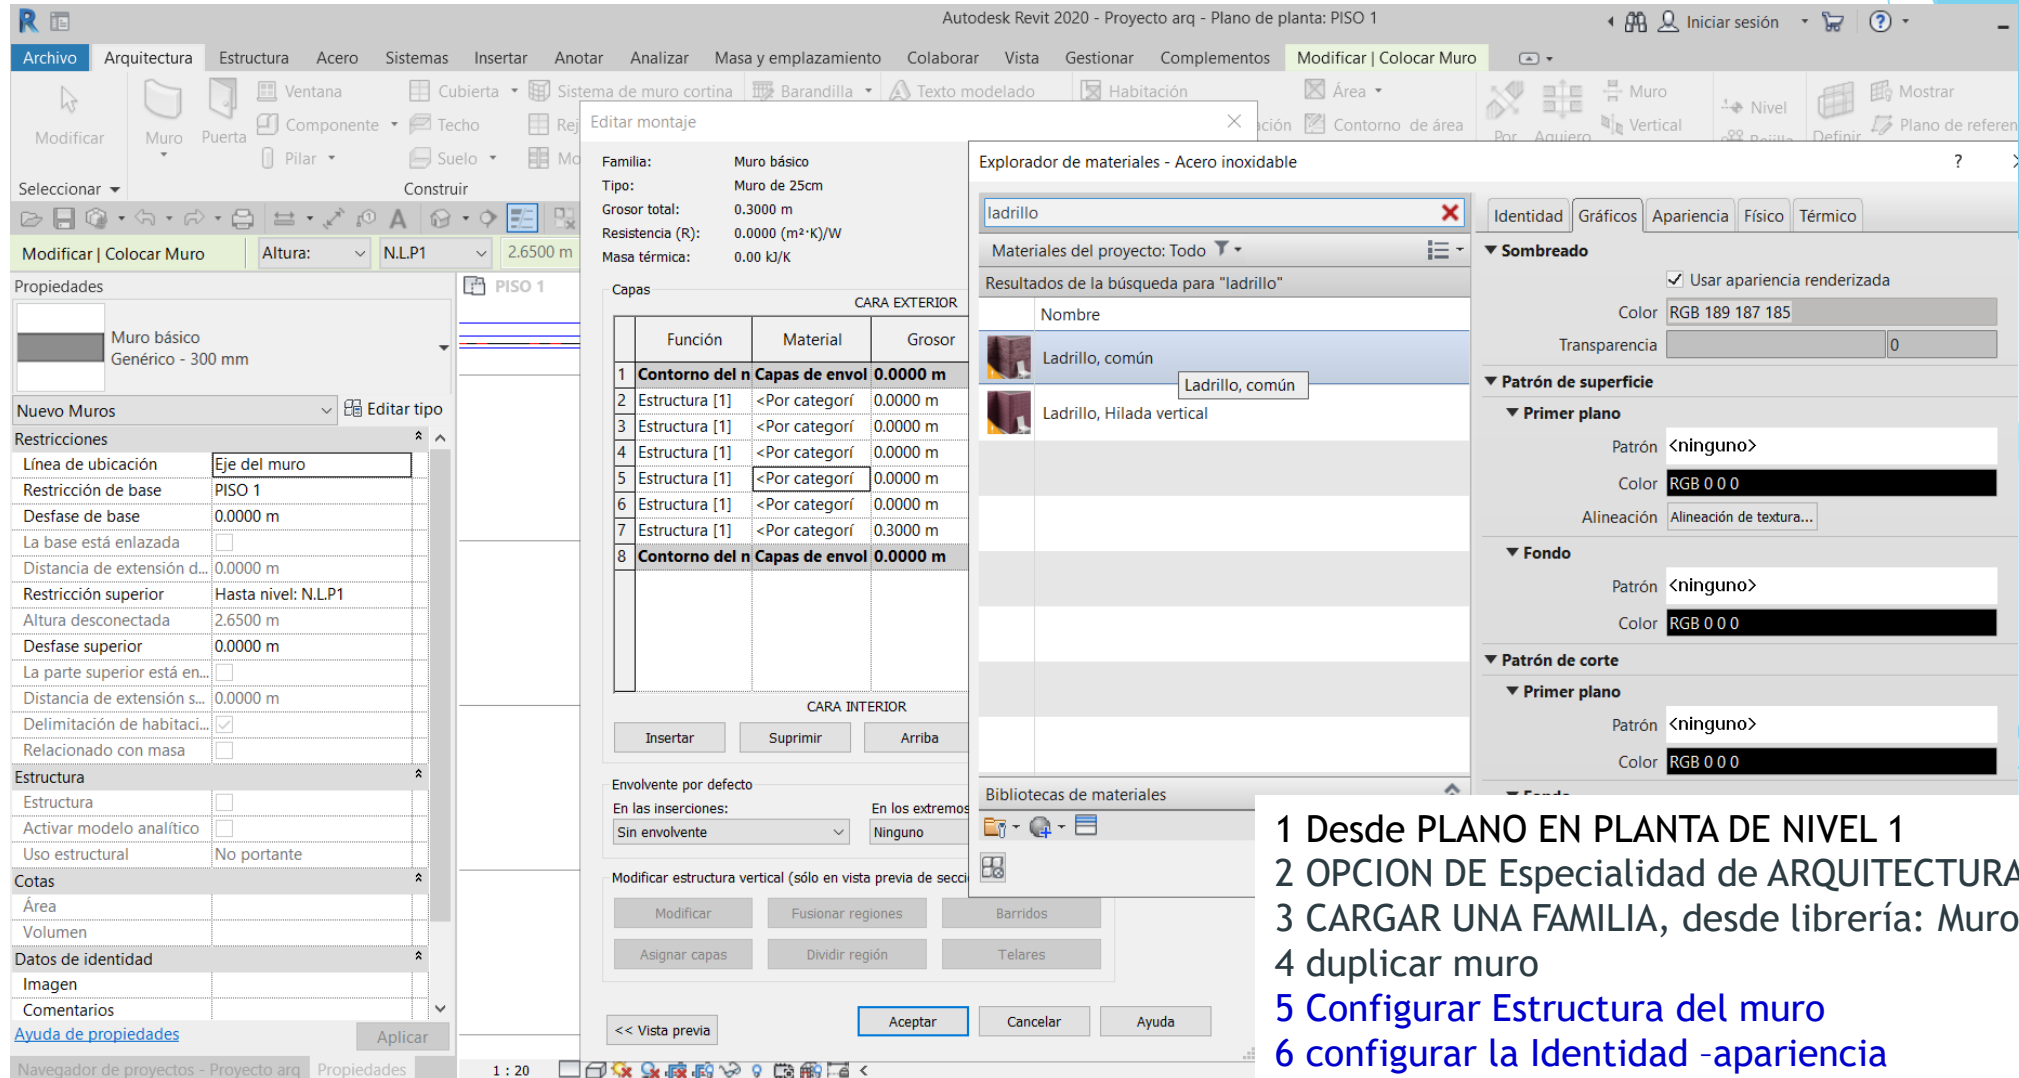 Autodesk Revit 2020 - Proyecto arq - Plano de planta: PISO 1
Iniciar sesión
Archivo Arquitectura Estructura Acero Sistemas Insertar Anotar Analizar Masa y emplazamiento Colaborar Vista Gestionar Complementos Modificar | Colocar Muro
Modificar
Muro
Puerta
Ventana
Componente
Pilar
Cubierta
Techo
Suelo
Sistema de muro cortina
Rej
Mo
Barandilla
Texto modelado
Habitación
Área
Contorno de área
Por Agujero
Muro
Vertical
Nivel
Definir
Mostrar
Plano de referen
Seleccionar
Construir
Modificar | Colocar Muro Altura: N.L.P1 2.6500 m
Propiedades
Muro básico
Genérico - 300 mm
Nuevo Muros Editar tipo
Restricciones
Línea de ubicación Eje del muro
Restricción de base PISO 1
Desfase de base 0.0000 m
La base está enlazada
Distancia de extensión d... 0.0000 m
Restricción superior Hasta nivel: N.L.P1
Altura desconectada 2.6500 m
Desfase superior 0.0000 m
La parte superior está en...
Distancia de extensión s... 0.0000 m
Delimitación de habitaci...
Relacionado con masa
Estructura
Estructura
Activar modelo analítico
Uso estructural No portante
Cotas
Área
Volumen
Datos de identidad
Imagen
Comentarios
Ayuda de propiedades Aplicar
Navegador de proyectos - Proyecto arq Propiedades
PISO 1
1 : 20
Editar montaje
Familia: Muro básico
Tipo: Muro de 25cm
Grosor total: 0.3000 m
Resistencia (R): 0.0000 (m²·K)/W
Masa térmica: 0.00 kJ/K
Capas
CARA EXTERIOR
Función Material Grosor
1 Contorno del n Capas de envol 0.0000 m
2 Estructura [1] <Por categorí 0.0000 m
3 Estructura [1] <Por categorí 0.0000 m
4 Estructura [1] <Por categorí 0.0000 m
5 Estructura [1] <Por categorí 0.0000 m
6 Estructura [1] <Por categorí 0.0000 m
7 Estructura [1] <Por categorí 0.3000 m
8 Contorno del n Capas de envol 0.0000 m
CARA INTERIOR
Insertar Suprimir Arriba
Envolvente por defecto
En las inserciones: En los extremos
Sin envolvente Ninguno
Modificar estructura vertical (sólo en vista previa de secci
Modificar Fusionar regiones Barridos
Asignar capas Dividir región Telares
<< Vista previa Aceptar Cancelar Ayuda
Explorador de materiales - Acero inoxidable
?
ladrillo
Materiales del proyecto: Todo
Resultados de la búsqueda para "ladrillo"
Nombre
Ladrillo, común
Ladrillo, común
Ladrillo, Hilada vertical
Bibliotecas de materiales
Identidad Gráficos Apariencia Físico Térmico
Sombreado
Usar apariencia renderizada
Color RGB 189 187 185
Transparencia 0
Patrón de superficie
Primer plano
Patrón <ninguno>
Color RGB 0 0 0
Alineación Alineación de textura...
Fondo
Patrón <ninguno>
Color RGB 0 0 0
Patrón de corte
Primer plano
Patrón <ninguno>
Color RGB 0 0 0
1 Desde PLANO EN PLANTA DE NIVEL 1
2 OPCION DE Especialidad de ARQUITECTURA
3 CARGAR UNA FAMILIA, desde librería: Muro
4 duplicar muro
5 Configurar Estructura del muro
6 configurar la Identidad –apariencia